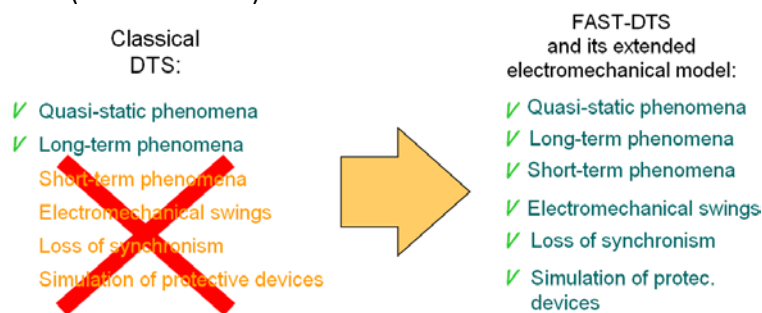 Classical
DTS:
Quasi-static phenomena
Long-term phenomena
Short-term phenomena
Electromechanical swings
Loss of synchronism
Simulation of protective devices
FAST-DTS
and its extended
electromechanical model:
Quasi-static phenomena
Long-term phenomena
Short-term phenomena
Electromechanical swings
Loss of synchronism
Simulation of protec.
devices